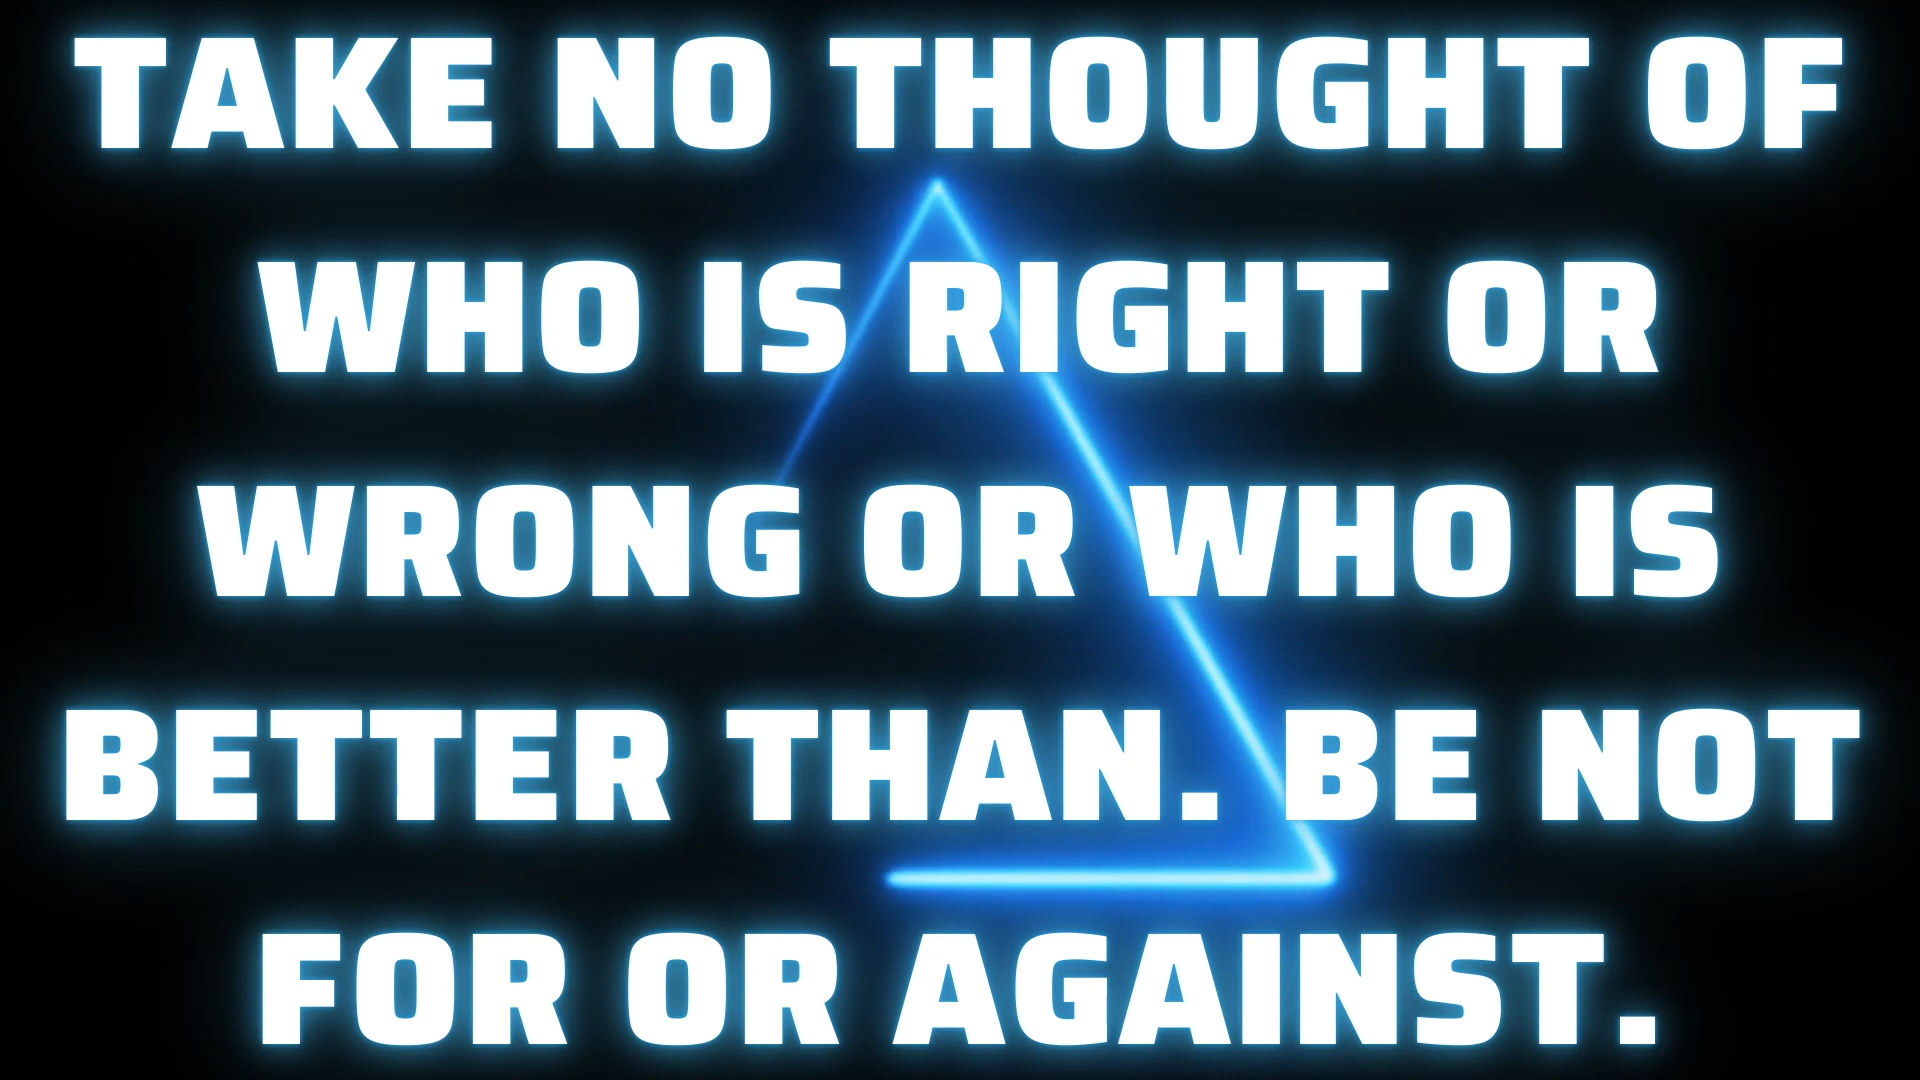 TAKE NO THOUGHT OF
WHO IS RIGHT OR
WRONG OR WHO IS
BETTER THAN. BE NOT
FOR OR AGAINST.